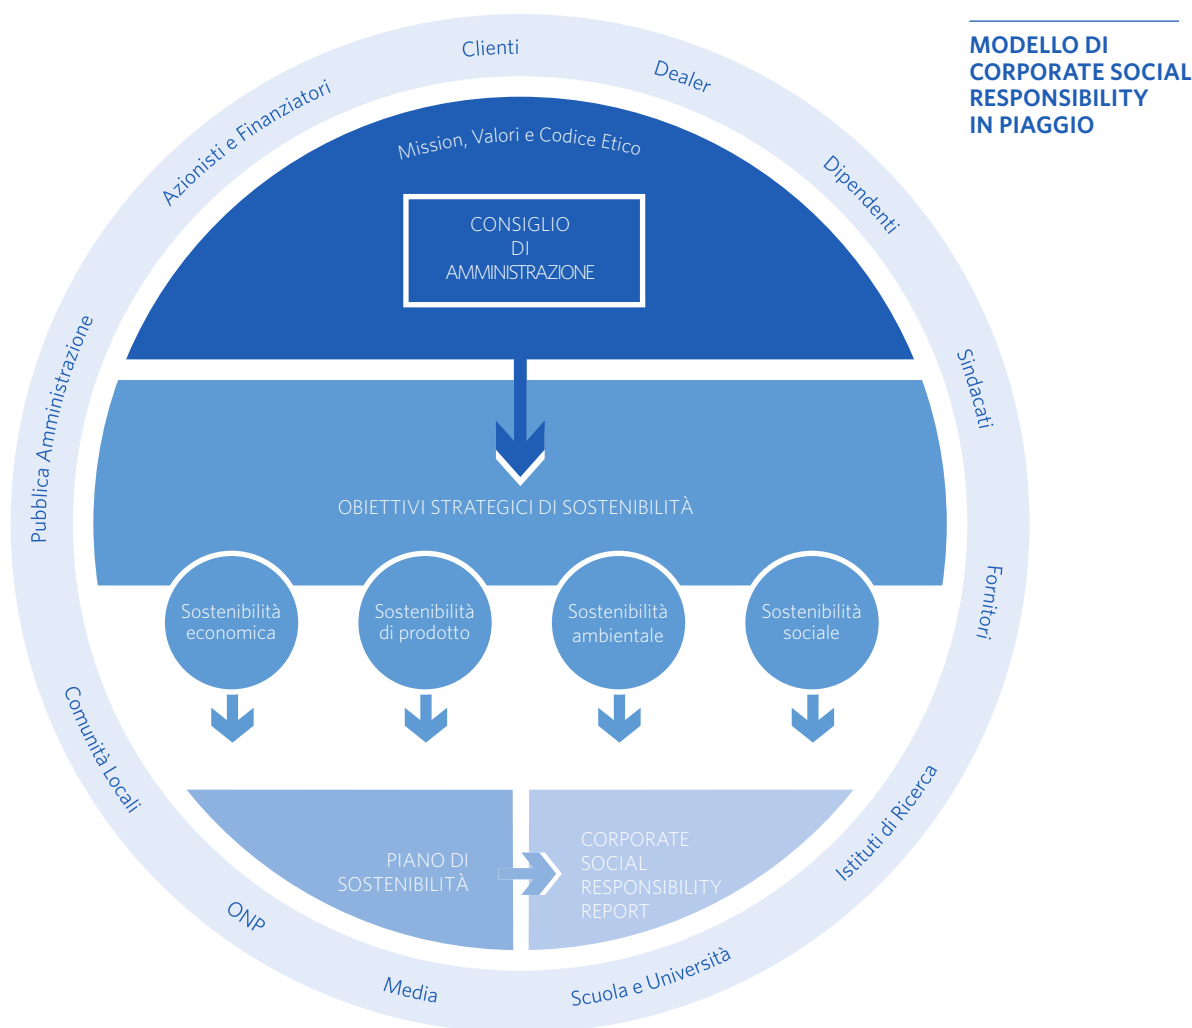 MODELLO DI
CORPORATE SOCIAL
RESPONSIBILITY
IN PIAGGIO
Clienti
Dealer
Dipendenti
Sindacati
Fornitori
Istituti di Ricerca
Scuola e Università
Media
ONP
Comunità Locali
Pubblica Amministrazione
Azionisti e Finanziatori
Mission, Valori e Codice Etico
CONSIGLIO
DI
AMMINISTRAZIONE
OBIETTIVI STRATEGICI DI SOSTENIBILITÀ
Sostenibilità
economica
Sostenibilità
di prodotto
Sostenibilità
ambientale
Sostenibilità
sociale
PIANO DI
SOSTENIBILITÀ
CORPORATE
SOCIAL
RESPONSIBILITY
REPORT